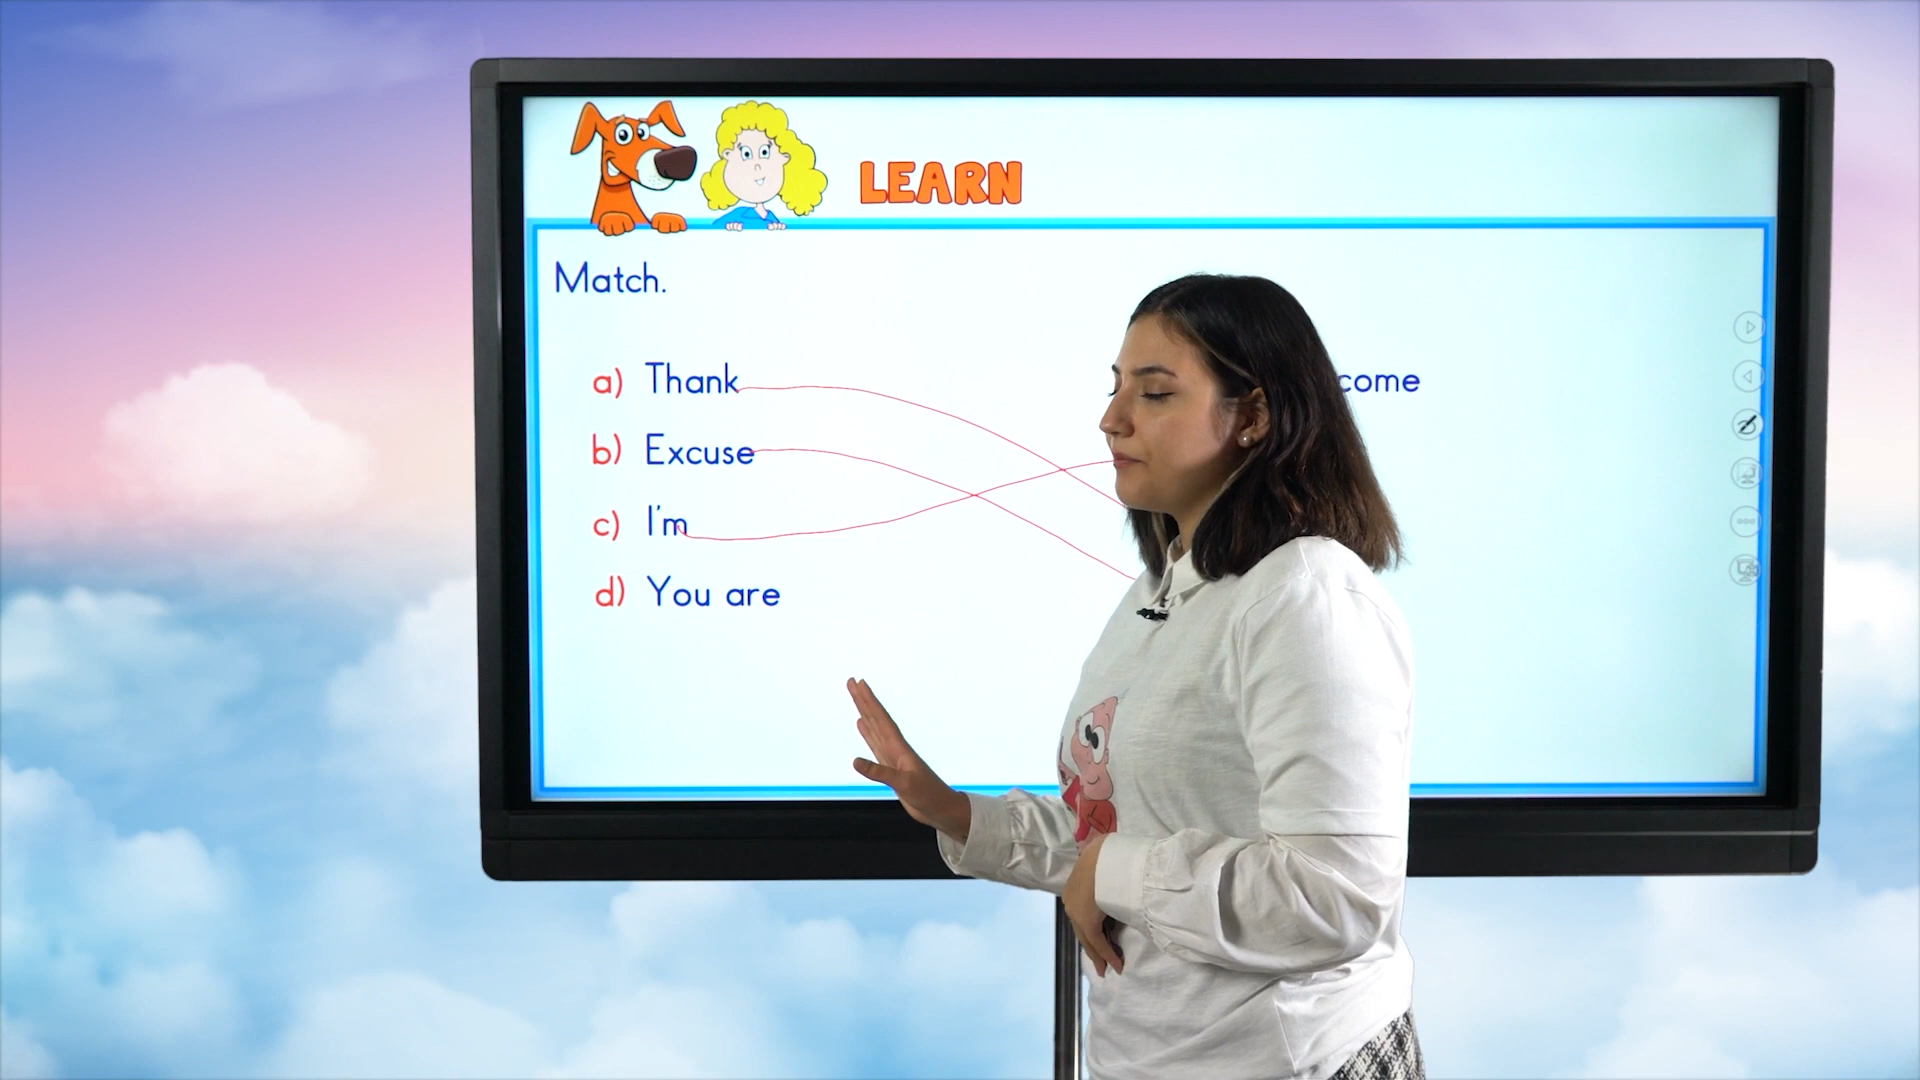 LEARN
Match.
a) Thank
come
b) Excuse
c) I'm
d) You are